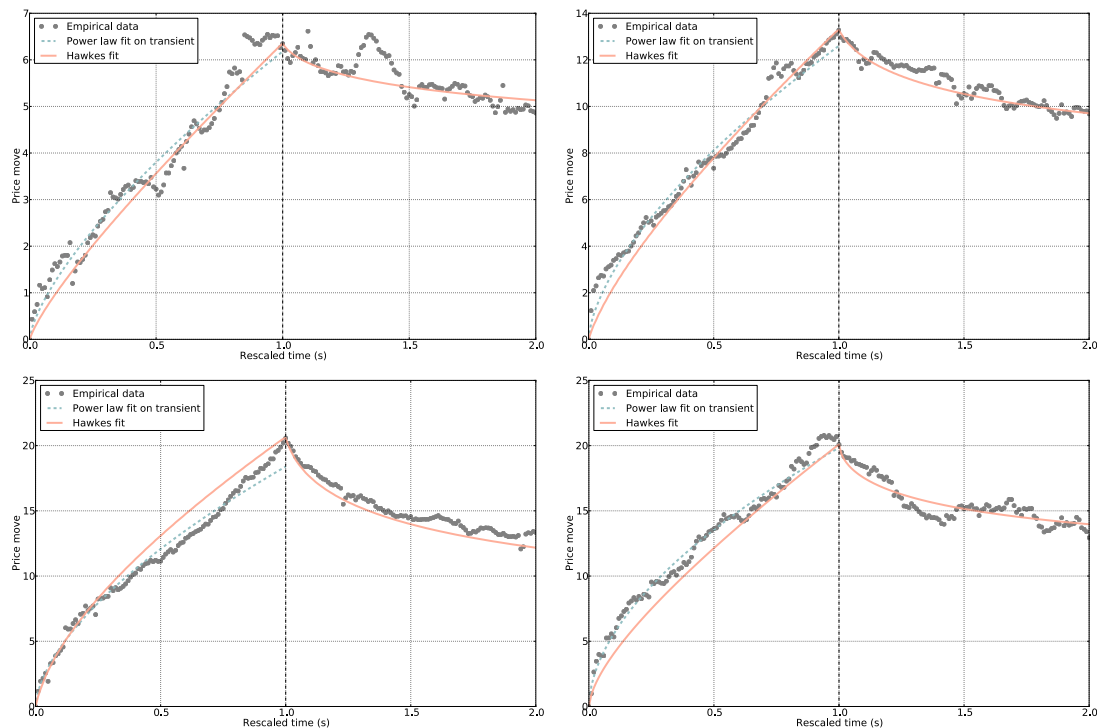 7
6
5
4
3
2
1
0
Price move
Empirical data
Power law fit on transient
Hawkes fit
0.0 0.5 1.0 1.5 2.0
Rescaled time (s)
14
12
10
8
6
4
2
0
Price move
Empirical data
Power law fit on transient
Hawkes fit
0.0 0.5 1.0 1.5 2.0
Rescaled time (s)
25
20
15
10
5
0
Price move
Empirical data
Power law fit on transient
Hawkes fit
0.0 0.5 1.0 1.5 2.0
Rescaled time (s)
25
20
15
10
5
0
Price move
Empirical data
Power law fit on transient
Hawkes fit
0.0 0.5 1.0 1.5 2.0
Rescaled time (s)